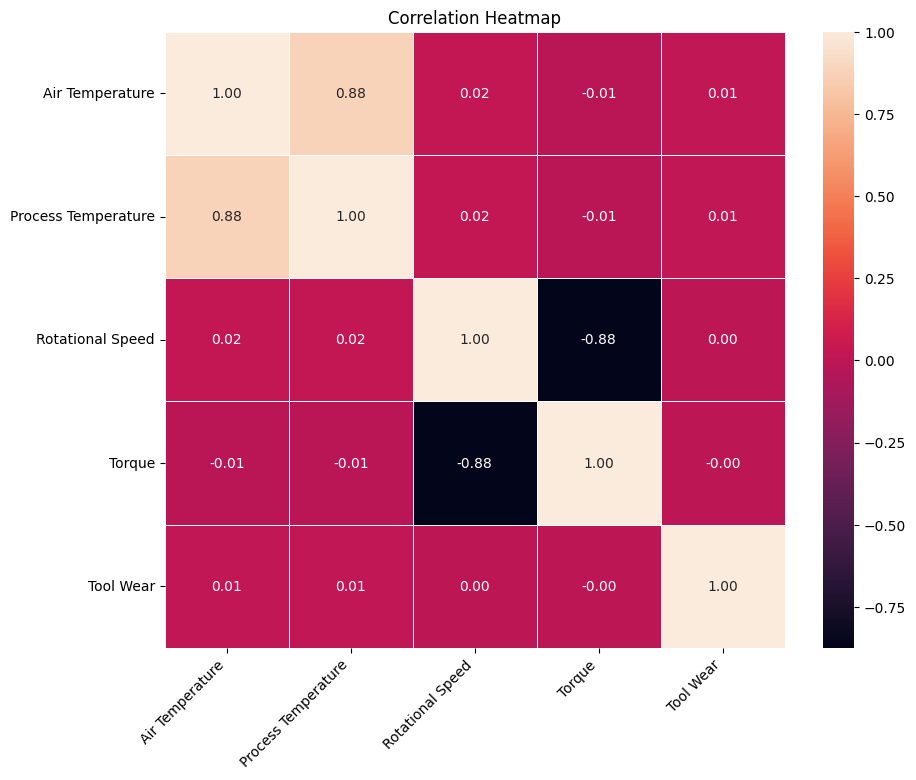 Correlation Heatmap
Air Temperature 1.00 0.88 0.02 -0.01 0.01
Process Temperature 0.88 1.00 0.02 -0.01 0.01
Rotational Speed 0.02 0.02 1.00 -0.88 0.00
Torque -0.01 -0.01 -0.88 1.00 -0.00
Tool Wear 0.01 0.01 0.00 -0.00 1.00
Air Temperature
Process Temperature
Rotational Speed
Torque
Tool Wear
1.00
0.75
0.50
0.25
0.00
−0.25
−0.50
−0.75